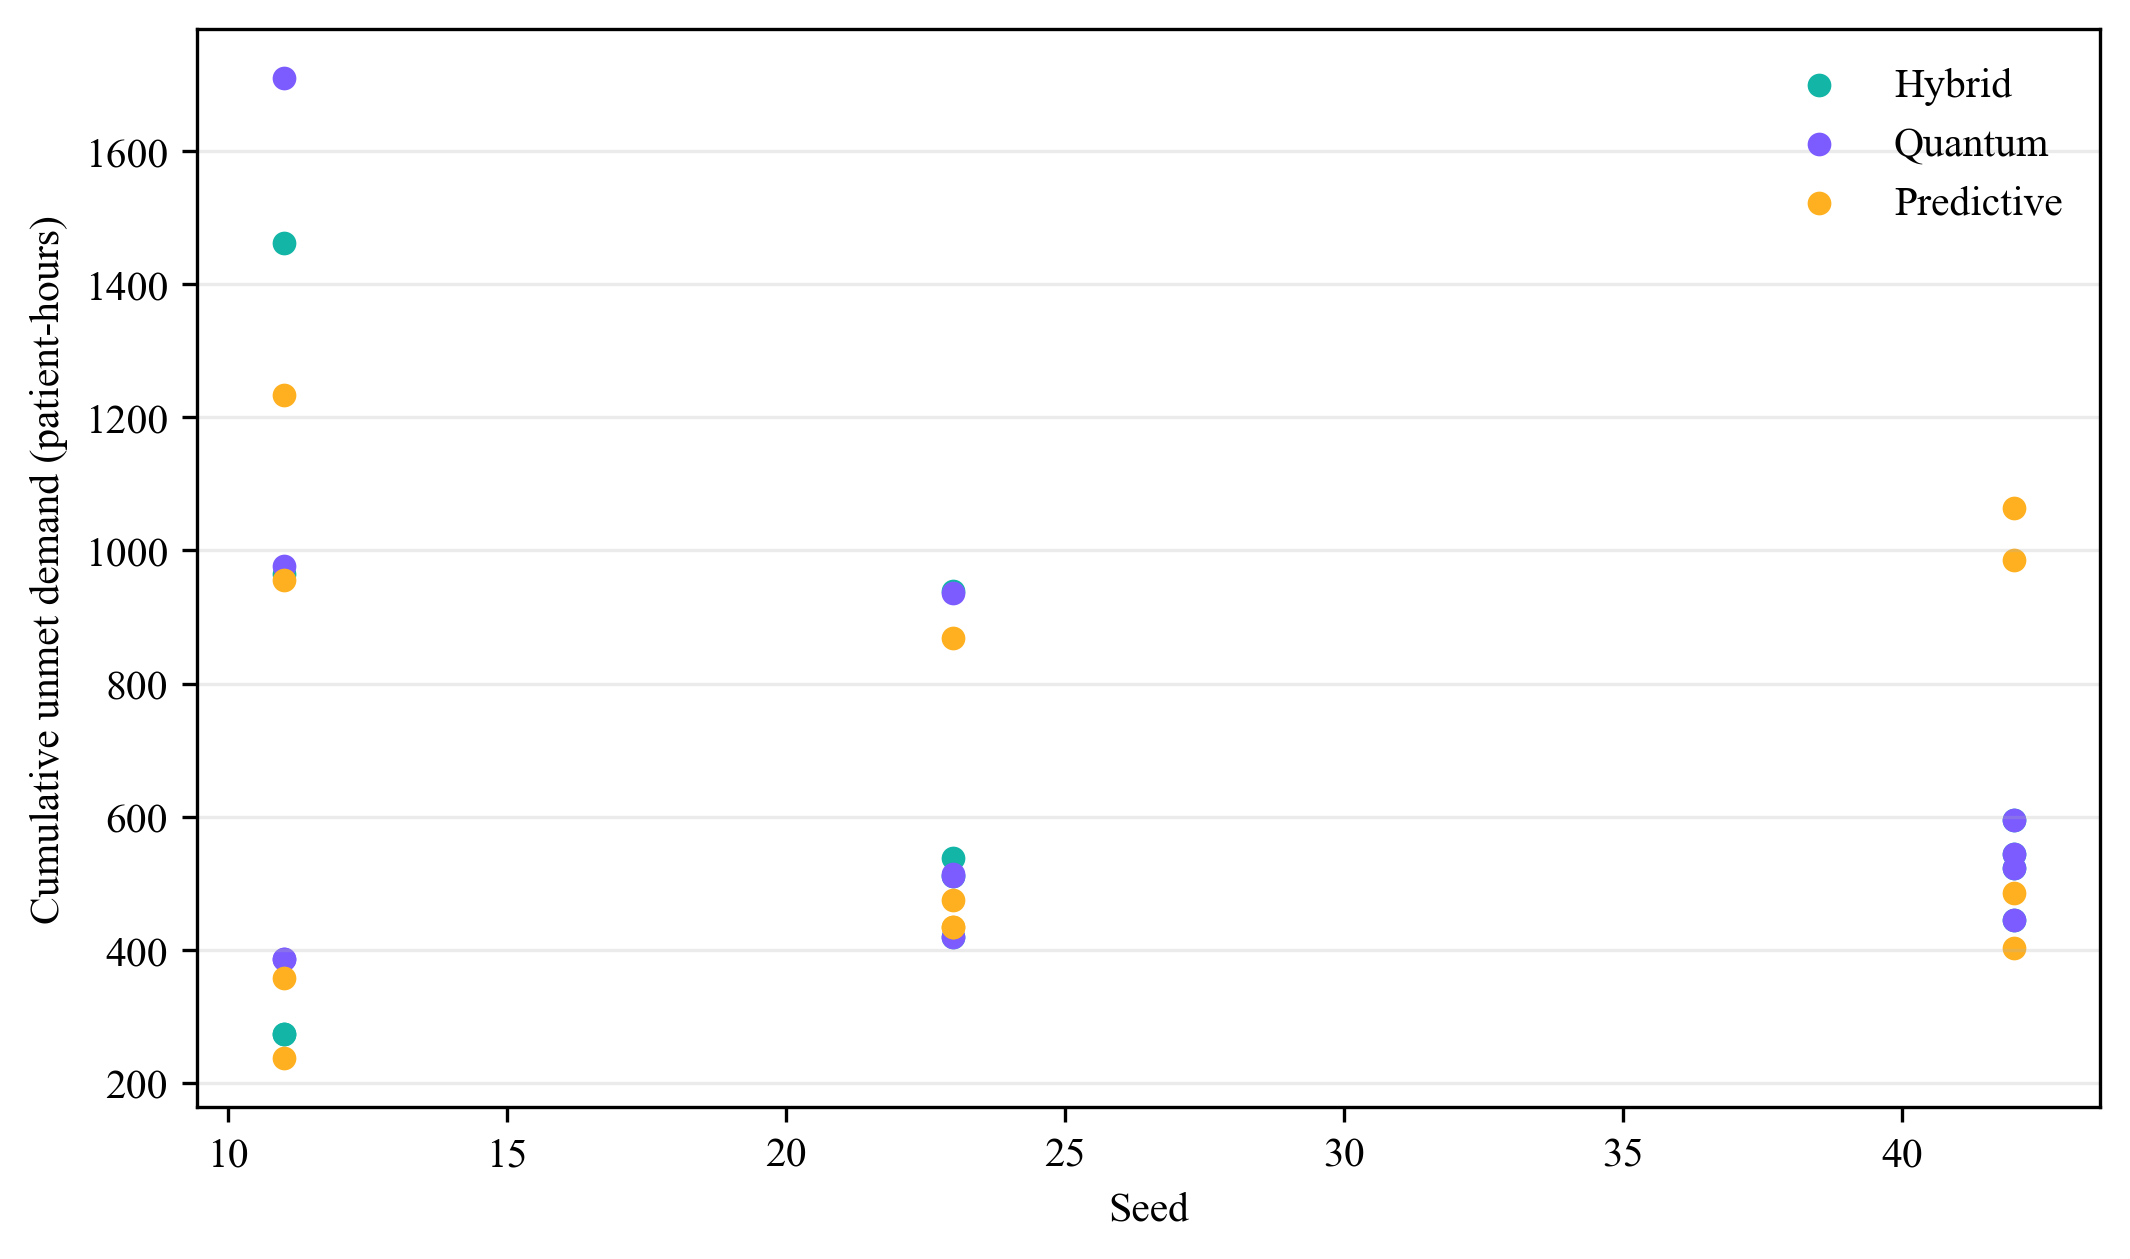 Hybrid
Quantum
Predictive
Cumulative unmet demand (patient-hours)
1600
1400
1200
1000
800
600
400
200
10 15 20 25 30 35 40
Seed